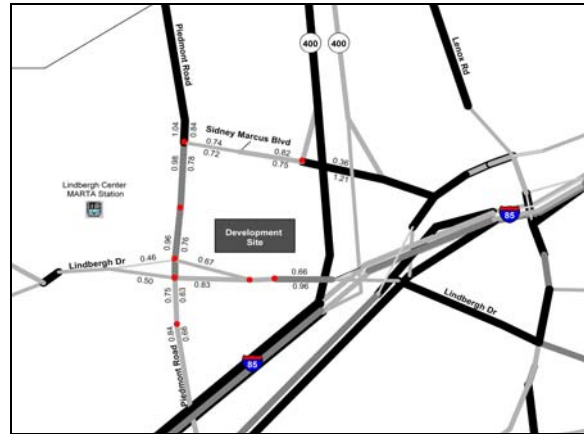 400
400
Piedmont Road
Lenox Rd
1.04
0.84
Sidney Marcus Blvd
0.74
0.82
0.72
0.75
0.36
1.21
0.98
0.78
Lindbergh Center
MARTA Station
85
Development
Site
0.96
0.76
Lindbergh Dr
0.46
0.67
0.50
0.75
0.63
0.83
0.66
0.96
Lindbergh Dr
0.84
0.66
85
Piedmont Road